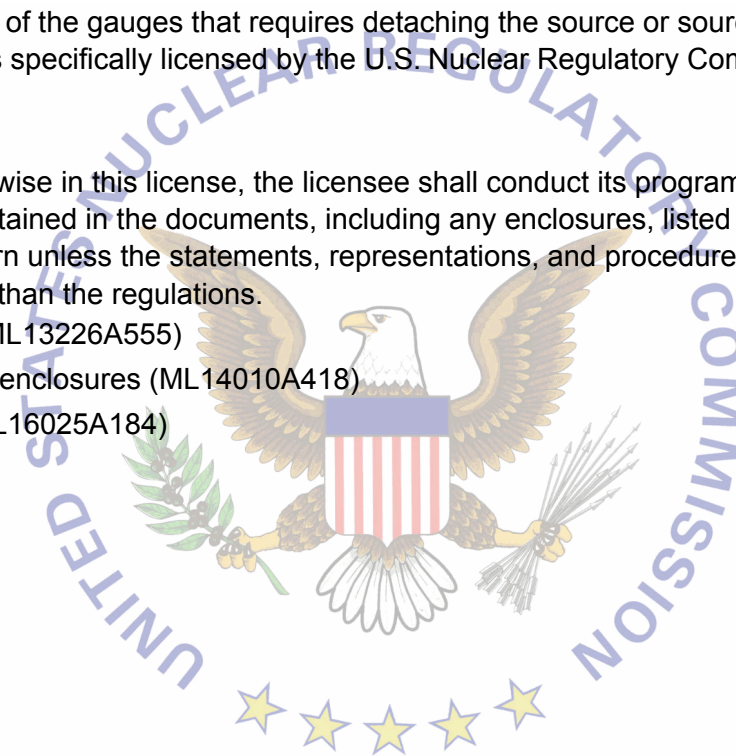 of the gauges that requires detaching the source or sourc
s specifically licensed by the U.S. Nuclear Regulatory Com
wise in this license, the licensee shall conduct its program
tained in the documents, including any enclosures, listed
rn unless the statements, representations, and procedure
than the regulations.
ML13226A555)
enclosures (ML14010A418)
L16025A184)
UNITED STATES NUCLEAR REGULATORY COMMISSION